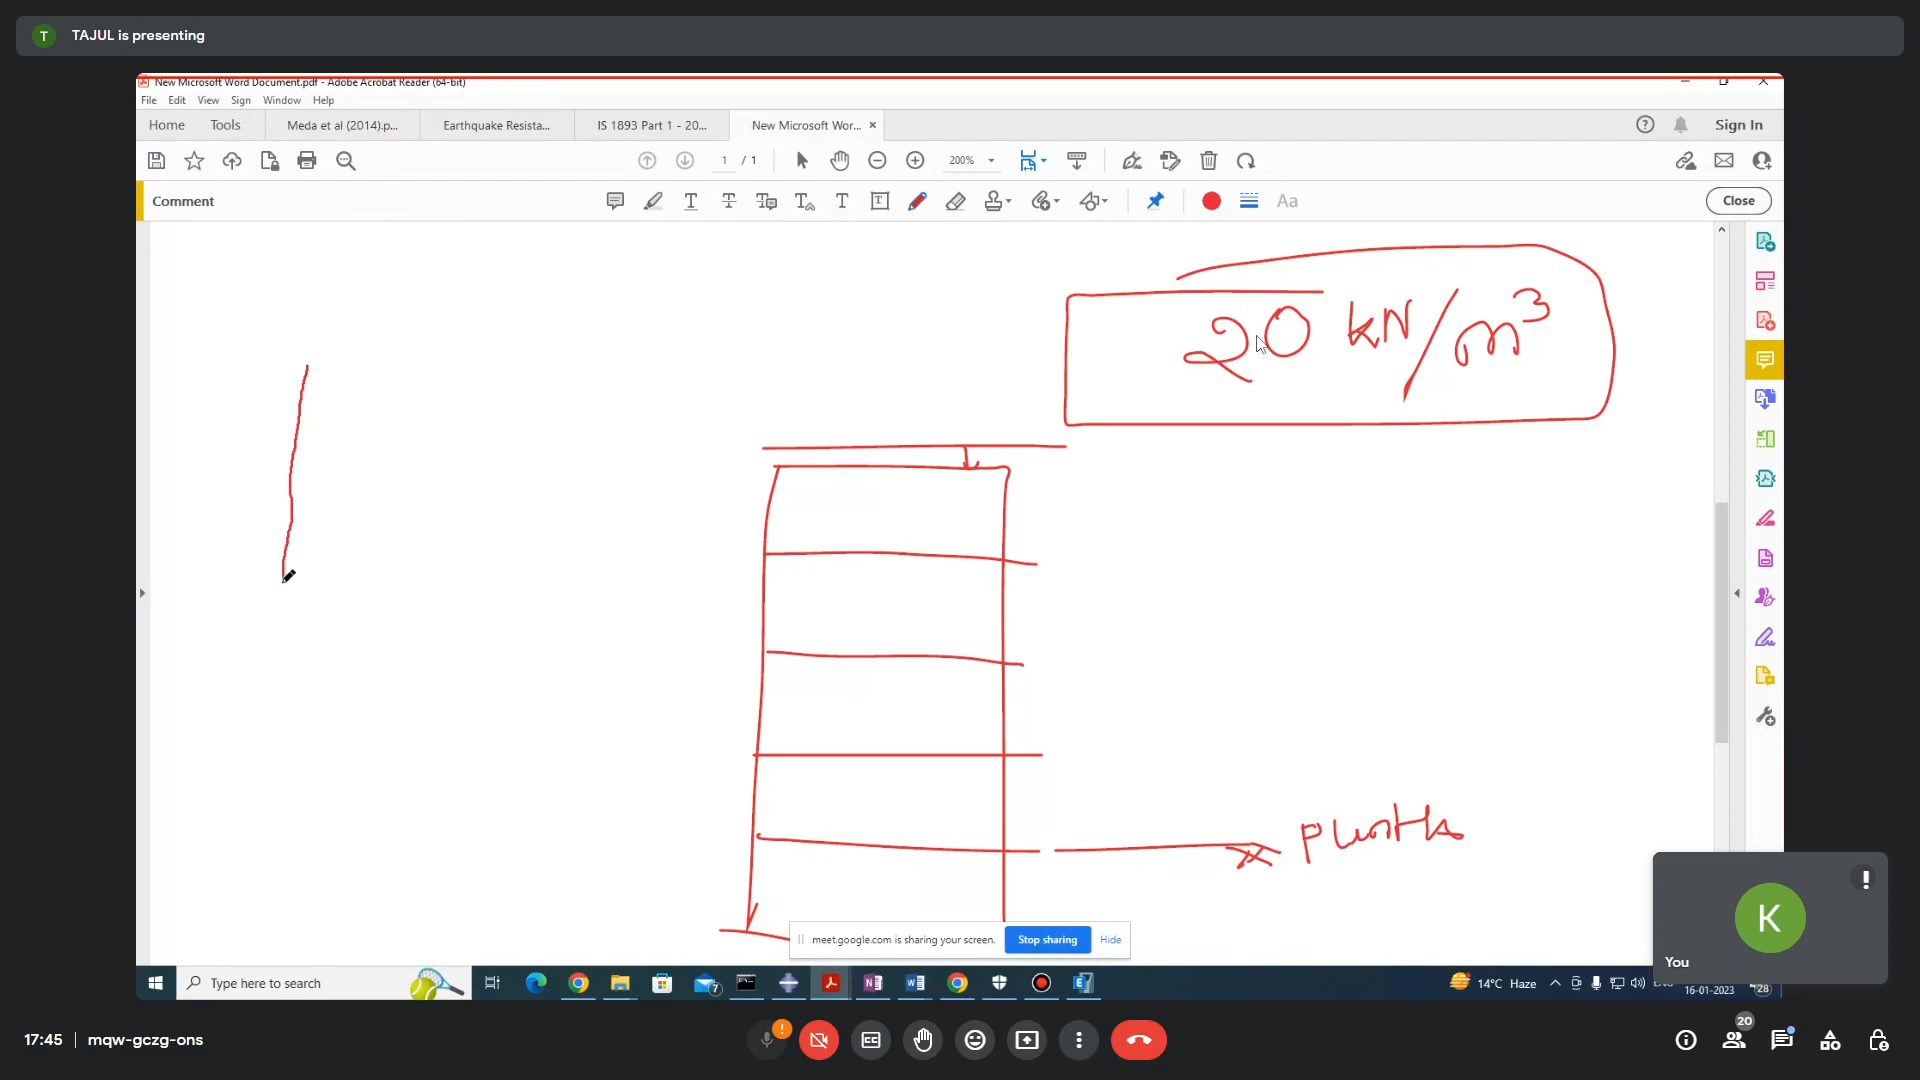 T TAJUL is presenting
New Microsoft Word Document.pdf - Adobe Acrobat Reader (64-bit)
File Edit View Sign Window Help
Home Tools Meda et al (2014).p... Earthquake Resista... IS 1893 Part 1 - 20... New Microsoft Wor... × Sign In
1 / 1 200%
Comment Aa Close
20 kN/m³
K
You
meet.google.com is sharing your screen. Stop sharing Hide
Type here to search 7 14°C Haze
16-01-2023 28
17:45 mqw-gczg-ons 20